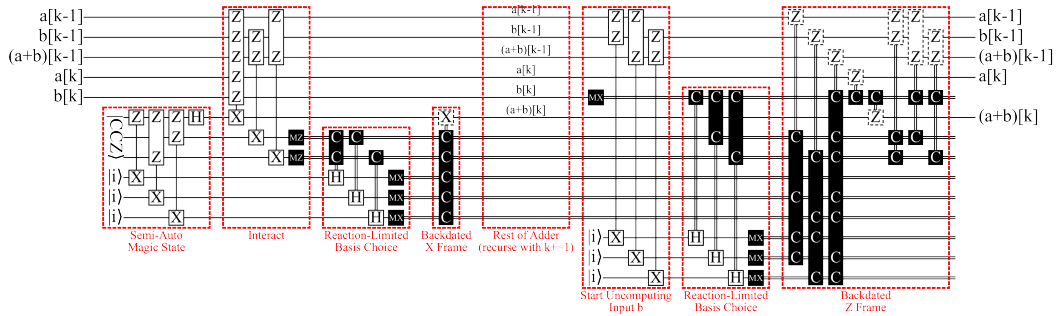 a[k-1] Z Z a[k-1] Z Z Z Z Z a[k-1]
b[k-1] Z Z b[k-1] Z Z Z Z Z b[k-1]
(a+b)[k-1] Z Z Z (a+b)[k-1] Z Z Z Z Z (a+b)[k-1]
a[k] Z a[k] Z a[k]
b[k] Z b[k] MX C C C C C C C C
Z Z Z H X X (a+b)[k] Z (a+b)[k]
|CCZ⟩ Z X MZ C C C C C C C
Z X MZ C C C C C C C
|i⟩ X H MX C C
|i⟩ X H MX C C
|i⟩ X H MX C C
|i⟩ X H MX C C
|i⟩ X H MX C
|i⟩ X H MX C C
Semi-Auto
Magic State
Interact
Reaction-Limited
Basis Choice
Backdated
X Frame
Rest of Adder
(recurse with k+=1)
Start Uncomputing
Input b
Reaction-Limited
Basis Choice
Backdated
Z Frame